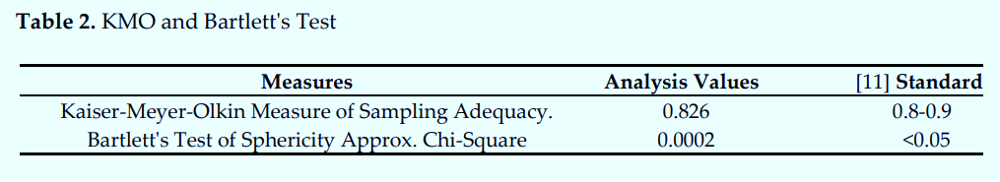 Table 2. KMO and Bartlett's Test
Measures Analysis Values [11] Standard
Kaiser-Meyer-Olkin Measure of Sampling Adequacy. 0.826 0.8-0.9
Bartlett's Test of Sphericity Approx. Chi-Square 0.0002 <0.05